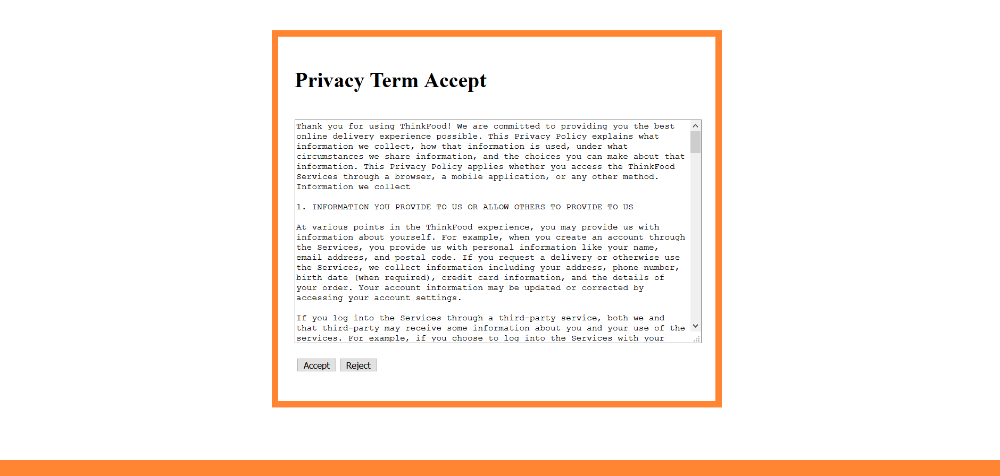 Privacy Term Accept
Thank you for using ThinkFood! We are committed to providing you the best
online delivery experience possible. This Privacy Policy explains what
information we collect, how that information is used, under what
circumstances we share information, and the choices you can make about that
information. This Privacy Policy applies whether you access the ThinkFood
Services through a browser, a mobile application, or any other method.
Information we collect
1. INFORMATION YOU PROVIDE TO US OR ALLOW OTHERS TO PROVIDE TO US
At various points in the ThinkFood experience, you may provide us with
information about yourself. For example, when you create an account through
the Services, you provide us with personal information like your name,
email address, and postal code. If you request a delivery or otherwise use
the Services, we collect information including your address, phone number,
birth date (when required), credit card information, and the details of
your order. Your account information may be updated or corrected by
accessing your account settings.
If you log into the Services through a third-party service, both we and
that third-party may receive some information about you and your use of the
services. For example, if you choose to log into the Services with your
Accept Reject